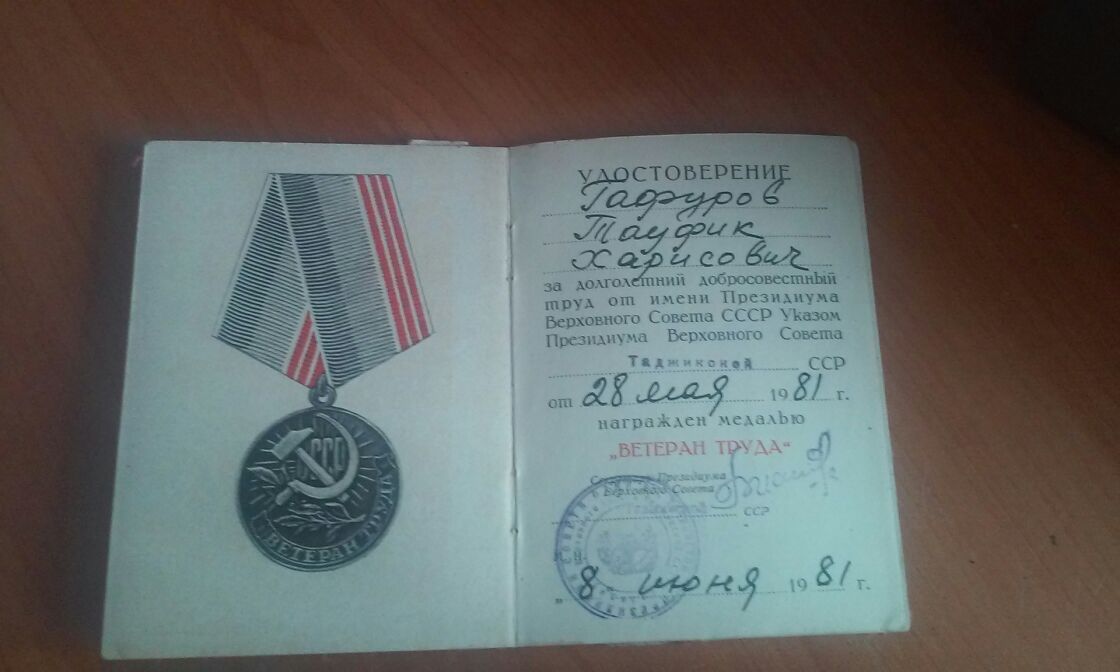 СССР
ВЕТЕРАН ТРУДА
УДОСТОВЕРЕНИЕ
Гафуров
Тауфик
Харисович
за долголетний добросовестный
труд от имени Президиума
Верховного Совета СССР Указом
Президиума Верховного Совета
Таджикской ССР
от 28 мая 1981 г.
награжден медалью
„ВЕТЕРАН ТРУДА“
Президиума
Верховного Совета
ССР
„8 июня 1981 г.